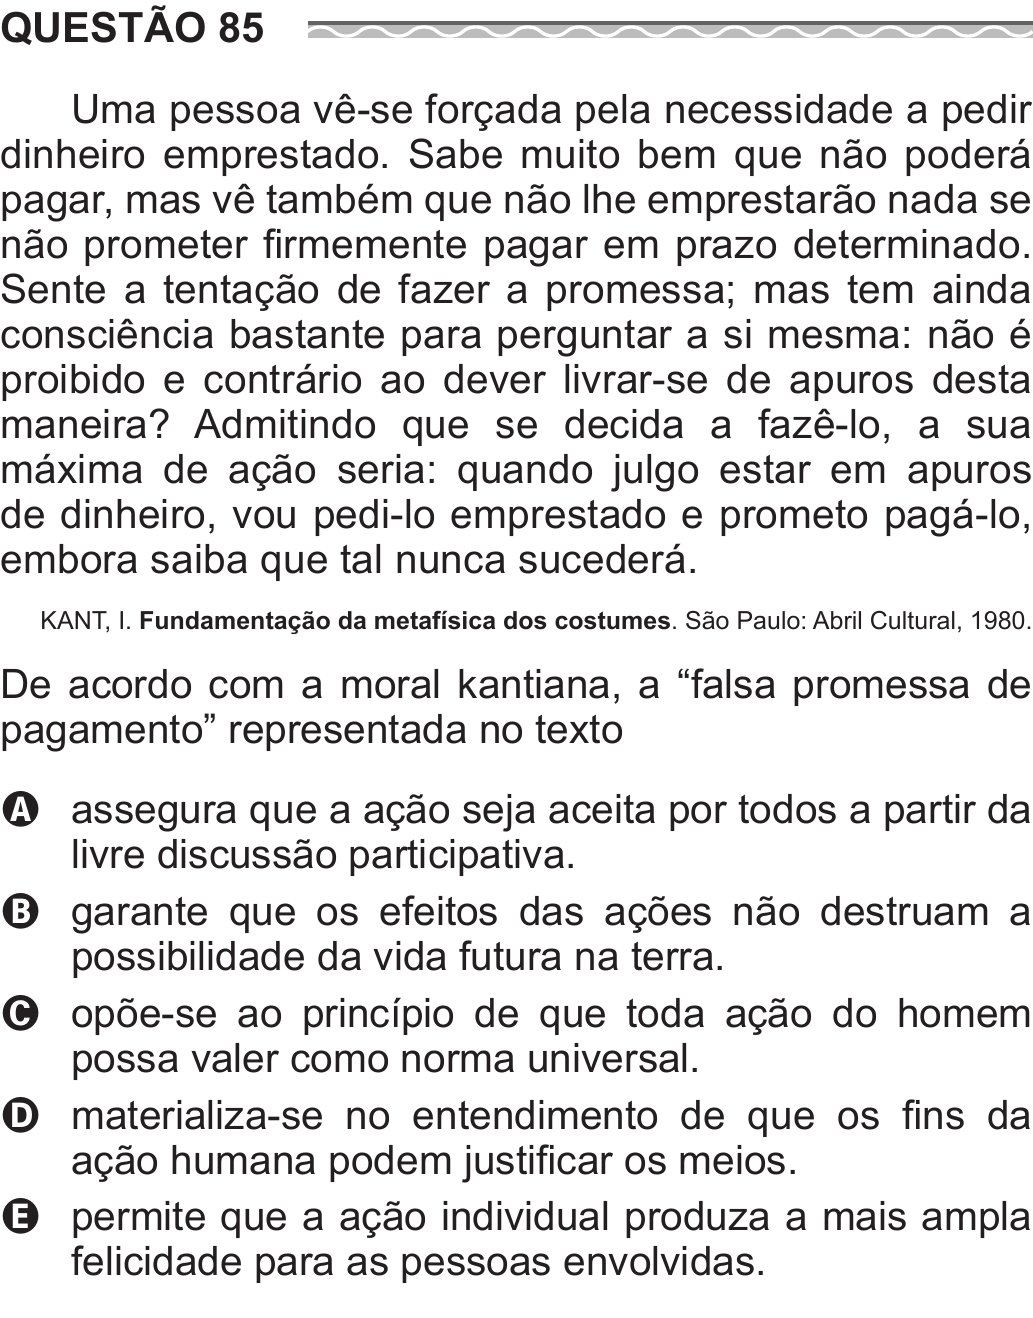 QUESTÃO 85
Uma pessoa vê-se forçada pela necessidade a pedir
dinheiro emprestado. Sabe muito bem que não poderá
pagar, mas vê também que não lhe emprestarão nada se
não prometer firmemente pagar em prazo determinado.
Sente a tentação de fazer a promessa; mas tem ainda
consciência bastante para perguntar a si mesma: não é
proibido e contrário ao dever livrar-se de apuros desta
maneira? Admitindo que se decida a fazê-lo, a sua
máxima de ação seria: quando julgo estar em apuros
de dinheiro, vou pedi-lo emprestado e prometo pagá-lo,
embora saiba que tal nunca sucederá.
KANT, I. Fundamentação da metafísica dos costumes. São Paulo: Abril Cultural, 1980.
De acordo com a moral kantiana, a “falsa promessa de
pagamento” representada no texto
A assegura que a ação seja aceita por todos a partir da
livre discussão participativa.
B garante que os efeitos das ações não destruam a
possibilidade da vida futura na terra.
C opõe-se ao princípio de que toda ação do homem
possa valer como norma universal.
D materializa-se no entendimento de que os fins da
ação humana podem justificar os meios.
E permite que a ação individual produza a mais ampla
felicidade para as pessoas envolvidas.